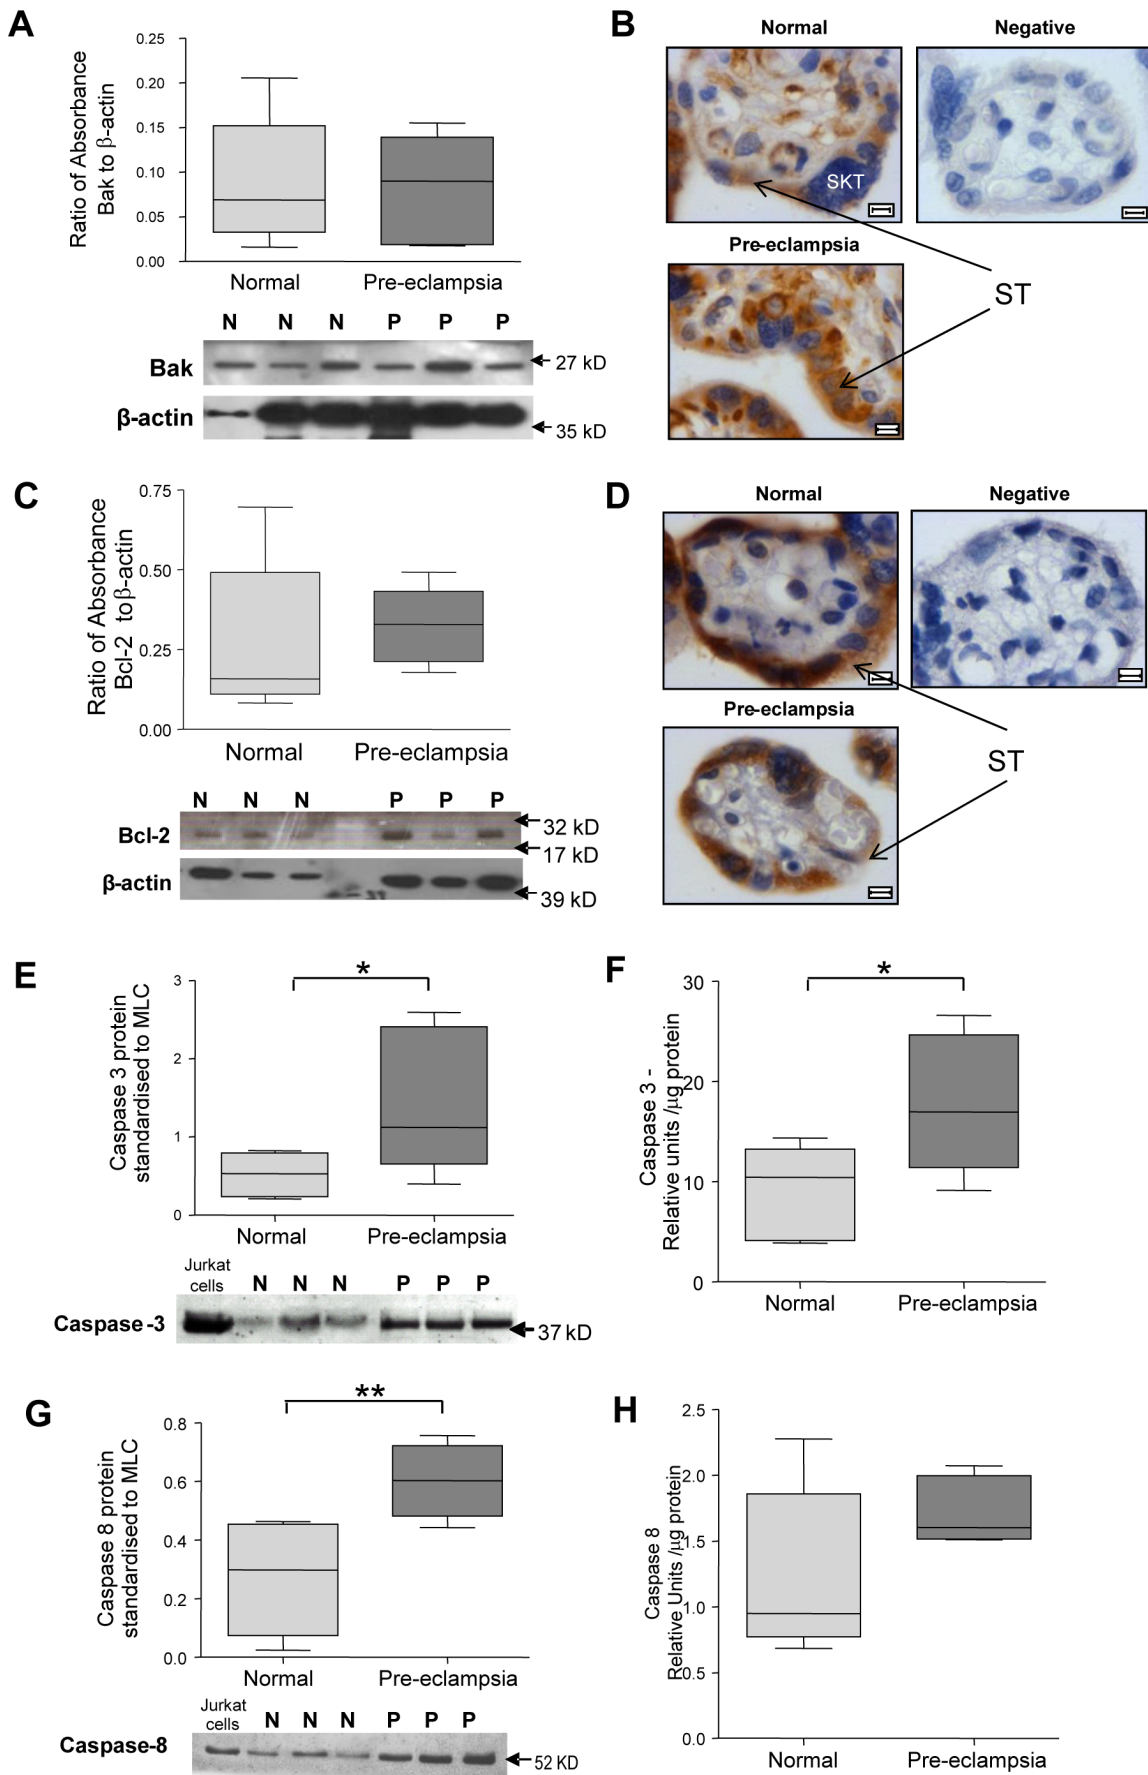 A
Ratio of Absorbance
Bak to β-actin
0.25
0.20
0.15
0.10
0.05
0.00
Normal
Pre-eclampsia
N N N P P P
Bak
27 kD
β-actin
35 kD
B
Normal
Negative
SKT
Pre-eclampsia
ST
C
Ratio of Absorbance
Bcl-2 toβ-actin
0.75
0.50
0.25
0.00
Normal
Pre-eclampsia
N N N P P P
Bcl-2
32 kD
17 kD
β-actin
39 kD
D
Normal
Negative
Pre-eclampsia
ST
E
Caspase 3 protein
standardised to MLC
3
2
1
0
*
Normal
Pre-eclampsia
Jurkat
cells
N N N P P P
Caspase -3
37 kD
F
Caspase 3 -
Relative units /μg protein
30
20
10
0
*
Normal
Pre-eclampsia
G
Caspase 8 protein
standardised to MLC
0.8
0.6
0.4
0.2
0.0
**
Normal
Pre-eclampsia
Jurkat
cells
N N N P P P
Caspase-8
52 KD
H
Caspase 8
Relative Units /μg protein
2.5
2.0
1.5
1.0
0.5
0.0
Normal
Pre-eclampsia